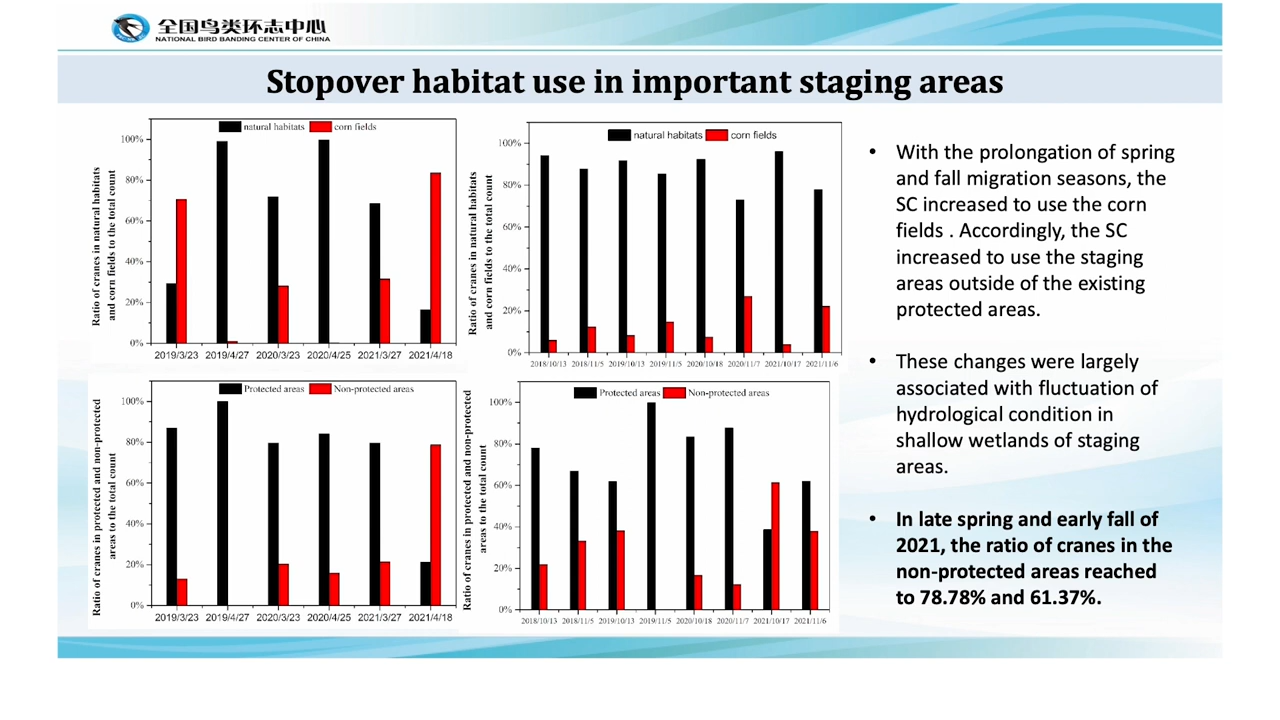 全国鸟类环志中心
NATIONAL BIRD BANDING CENTER OF CHINA
Stopover habitat use in important staging areas
natural habitats
corn fields
Ratio of cranes in natural habitats
and corn fields to the total count
100%
80%
60%
40%
20%
0%
2019/3/23 2019/4/27 2020/3/23 2020/4/25 2021/3/27 2021/4/18
natural habitats
corn fields
Ratio of cranes in natural habitats
and corn fields to the total count
100%
80%
60%
40%
20%
0%
2018/10/13 2018/11/5 2019/10/13 2019/11/5 2020/10/18 2020/11/7 2021/10/17 2021/11/6
Protected areas
Non-protected areas
Ratio of cranes in protected and non-protected
areas to the total count
100%
80%
60%
40%
20%
0%
2019/3/23 2019/4/27 2020/3/23 2020/4/25 2021/3/27 2021/4/18
Protected areas
Non-protected areas
Ratio of cranes in protected and non-protected
areas to the total count
100%
80%
60%
40%
20%
0%
2018/10/13 2018/11/5 2019/10/13 2019/11/5 2020/10/18 2020/11/7 2021/10/17 2021/11/6
• With the prolongation of spring
and fall migration seasons, the
SC increased to use the corn
fields . Accordingly, the SC
increased to use the staging
areas outside of the existing
protected areas.
• These changes were largely
associated with fluctuation of
hydrological condition in
shallow wetlands of staging
areas.
• In late spring and early fall of
2021, the ratio of cranes in the
non-protected areas reached
to 78.78% and 61.37%.